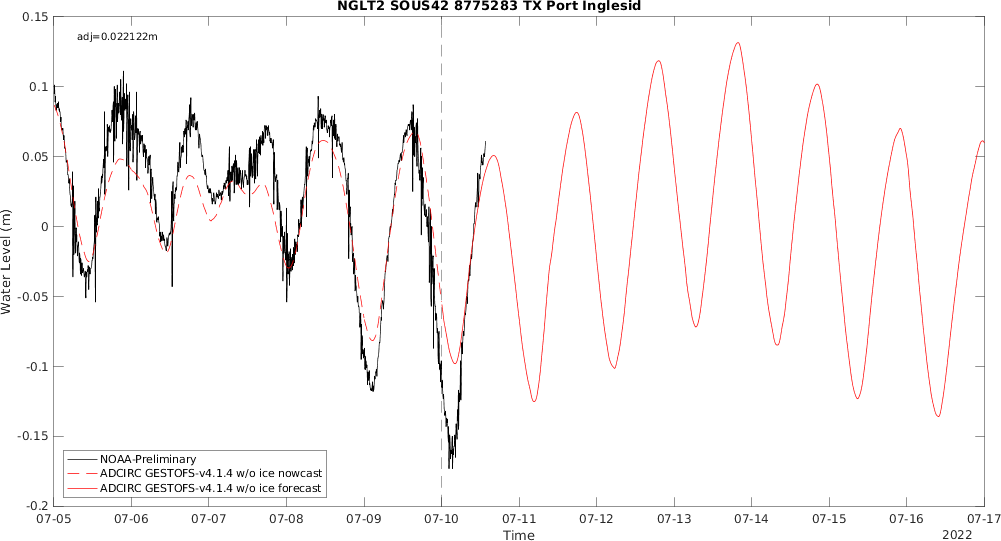 NGLT2 SOUS42 8775283 TX Port Inglesid
adj=0.022122m
0.15
0.1
0.05
0
-0.05
-0.1
-0.15
-0.2
Water Level (m)
NOAA-Preliminary
ADCIRC GESTOFS-v4.1.4 w/o ice nowcast
ADCIRC GESTOFS-v4.1.4 w/o ice forecast
07-05 07-06 07-07 07-08 07-09 07-10 07-11 07-12 07-13 07-14 07-15 07-16 07-17
Time
2022